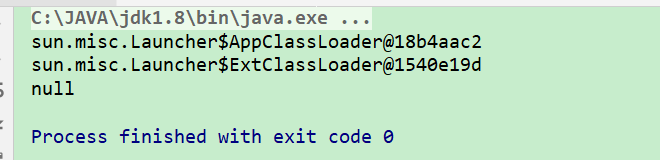 C:\JAVA\jdk1.8\bin\java.exe ...
sun.misc.Launcher$AppClassLoader@18b4aac2
sun.misc.Launcher$ExtClassLoader@1540e19d
null
Process finished with exit code 0